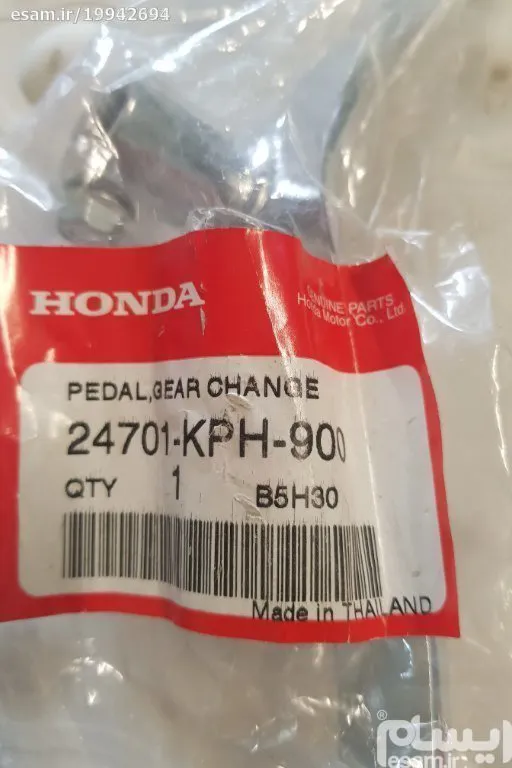 esam.ir/19942694
HONDA
GENUINE PARTS
Honda Motor Co., Ltd.
PEDAL,GEAR CHANGE
24701-KPH-900
QTY 1 B5H30
Made in THAILAND
ایسام®
esam.ir